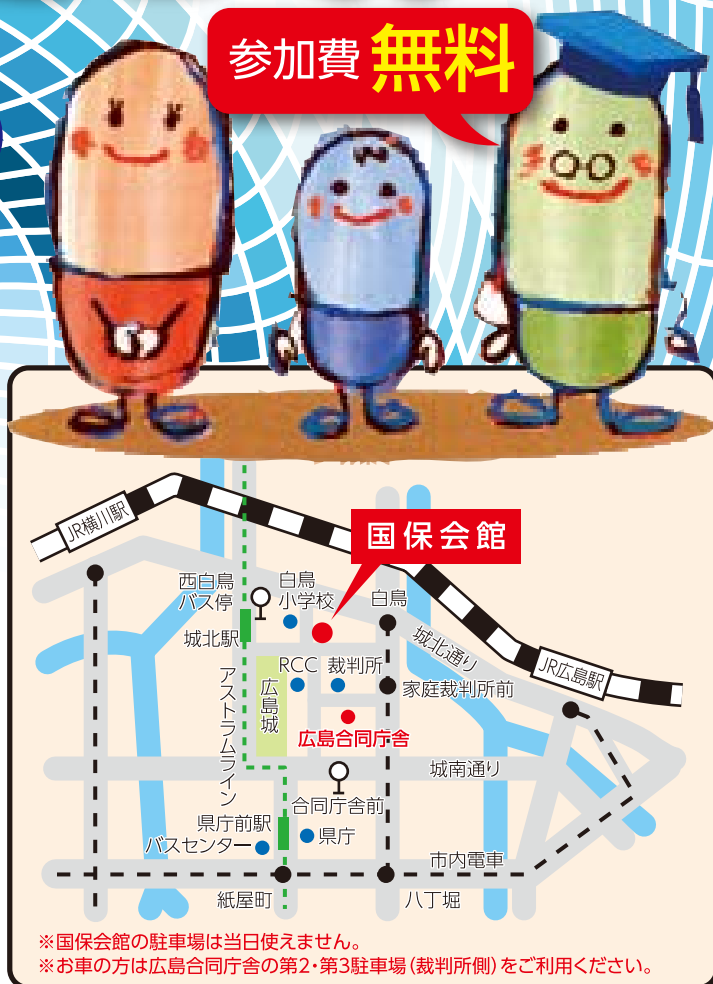 参加費 無料
JR横川駅
国保会館
西白島
バス停
白島
小学校
白島
城北駅
城北通り
JR広島駅
RCC
裁判所
家庭裁判所前
アストラムライン
広島城
広島合同庁舎
城南通り
合同庁舎前
県庁前駅
県庁
バスセンター
市内電車
紙屋町
八丁堀
※国保会館の駐車場は当日使えません。
※お車の方は広島合同庁舎の第2・第3駐車場(裁判所側)をご利用ください。